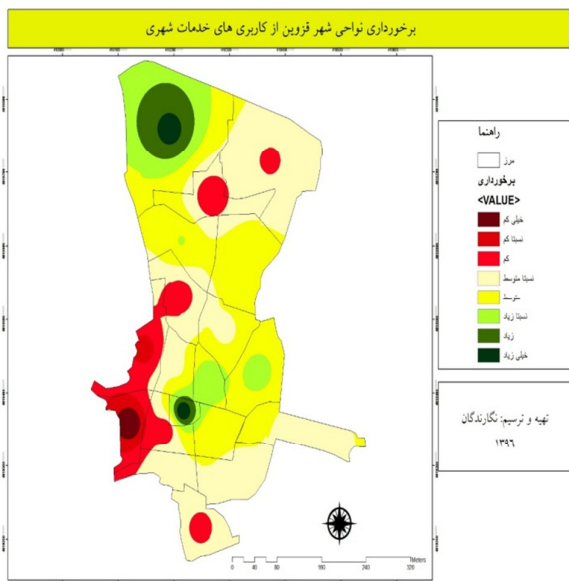 برخورداری نواحی شهر قزوین از کاربری های خدمات شهری
راهنما
مرز
برخورداری
<VALUE>
خیلی کم
نسبتا کم
کم
نسبتا متوسط
متوسط
نسبتا زیاد
زیاد
خیلی زیاد
تهیه و ترسیم: نگارندگان
۱۳۹٦
Meters
0 40 80 160 240 320